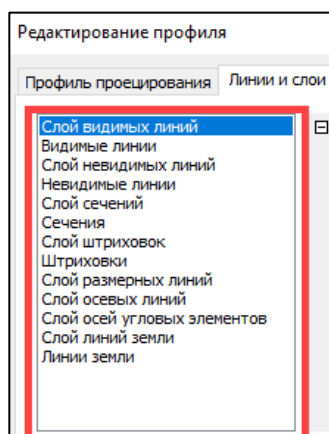 Редактирование профиля
Профиль проецирования Линии и слои
Слой видимых линий
Видимые линии
Слой невидимых линий
Невидимые линии
Слой сечений
Сечения
Слой штриховок
Штриховки
Слой размерных линий
Слой осевых линий
Слой осей угловых элементов
Слой линий земли
Линии земли